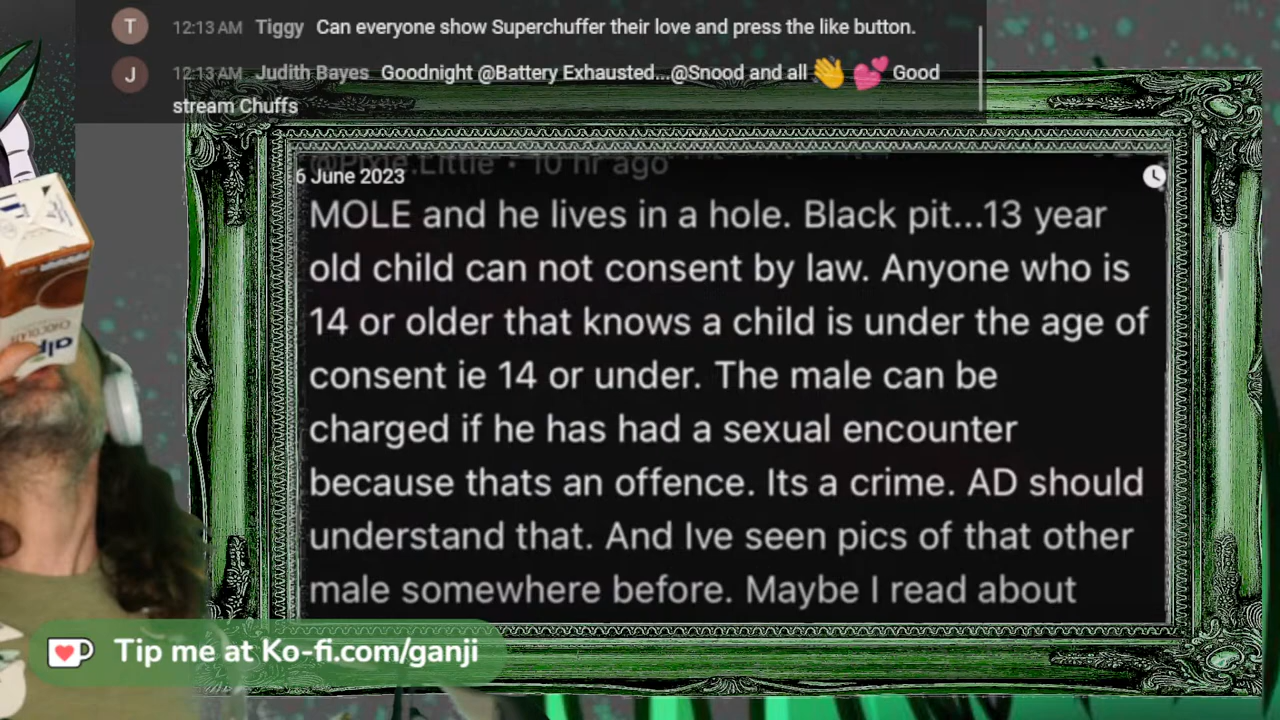 T 12:13 AM Tiggy Can everyone show Superchuffer their love and press the like button.
J 12:13 AM Judith Bayes Goodnight @Battery Exhausted...@Snood and all 👋 💕 Good
stream Chuffs
@Pixie.Little • 10 hr ago
6 June 2023
MOLE and he lives in a hole. Black pit...13 year
old child can not consent by law. Anyone who is
14 or older that knows a child is under the age of
consent ie 14 or under. The male can be
charged if he has had a sexual encounter
because thats an offence. Its a crime. AD should
understand that. And Ive seen pics of that other
male somewhere before. Maybe I read about
Tip me at Ko-fi.com/ganji